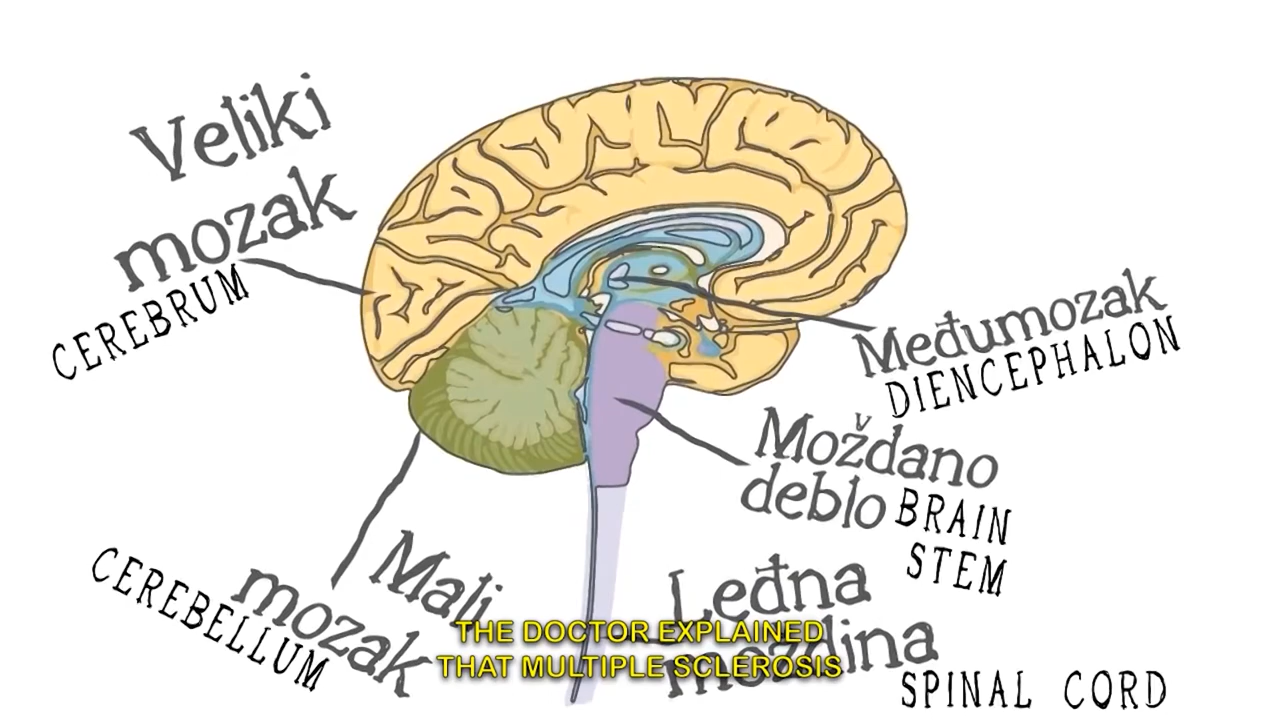 Veliki
mozak
CEREBRUM
Međumozak
DIENCEPHALON
Moždano
deblo
BRAIN
STEM
Mali
mozak
CEREBELLUM
Leđna
moždina
SPINAL CORD
THE DOCTOR EXPLAINED
THAT MULTIPLE SCLEROSIS